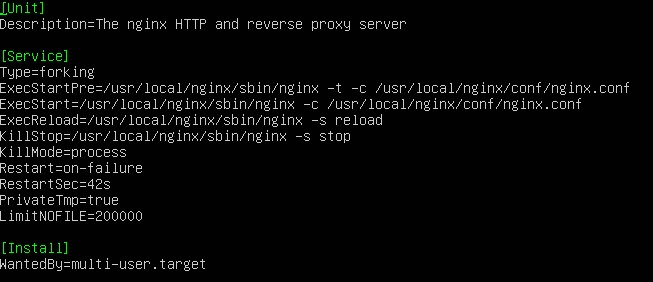 [Unit]
Description=The nginx HTTP and reverse proxy server
[Service]
Type=forking
ExecStartPre=/usr/local/nginx/sbin/nginx -t -c /usr/local/nginx/conf/nginx.conf
ExecStart=/usr/local/nginx/sbin/nginx -c /usr/local/nginx/conf/nginx.conf
ExecReload=/usr/local/nginx/sbin/nginx -s reload
KillStop=/usr/local/nginx/sbin/nginx -s stop
KillMode=process
Restart=on-failure
RestartSec=42s
PrivateTmp=true
LimitNOFILE=200000
[Install]
WantedBy=multi-user.target